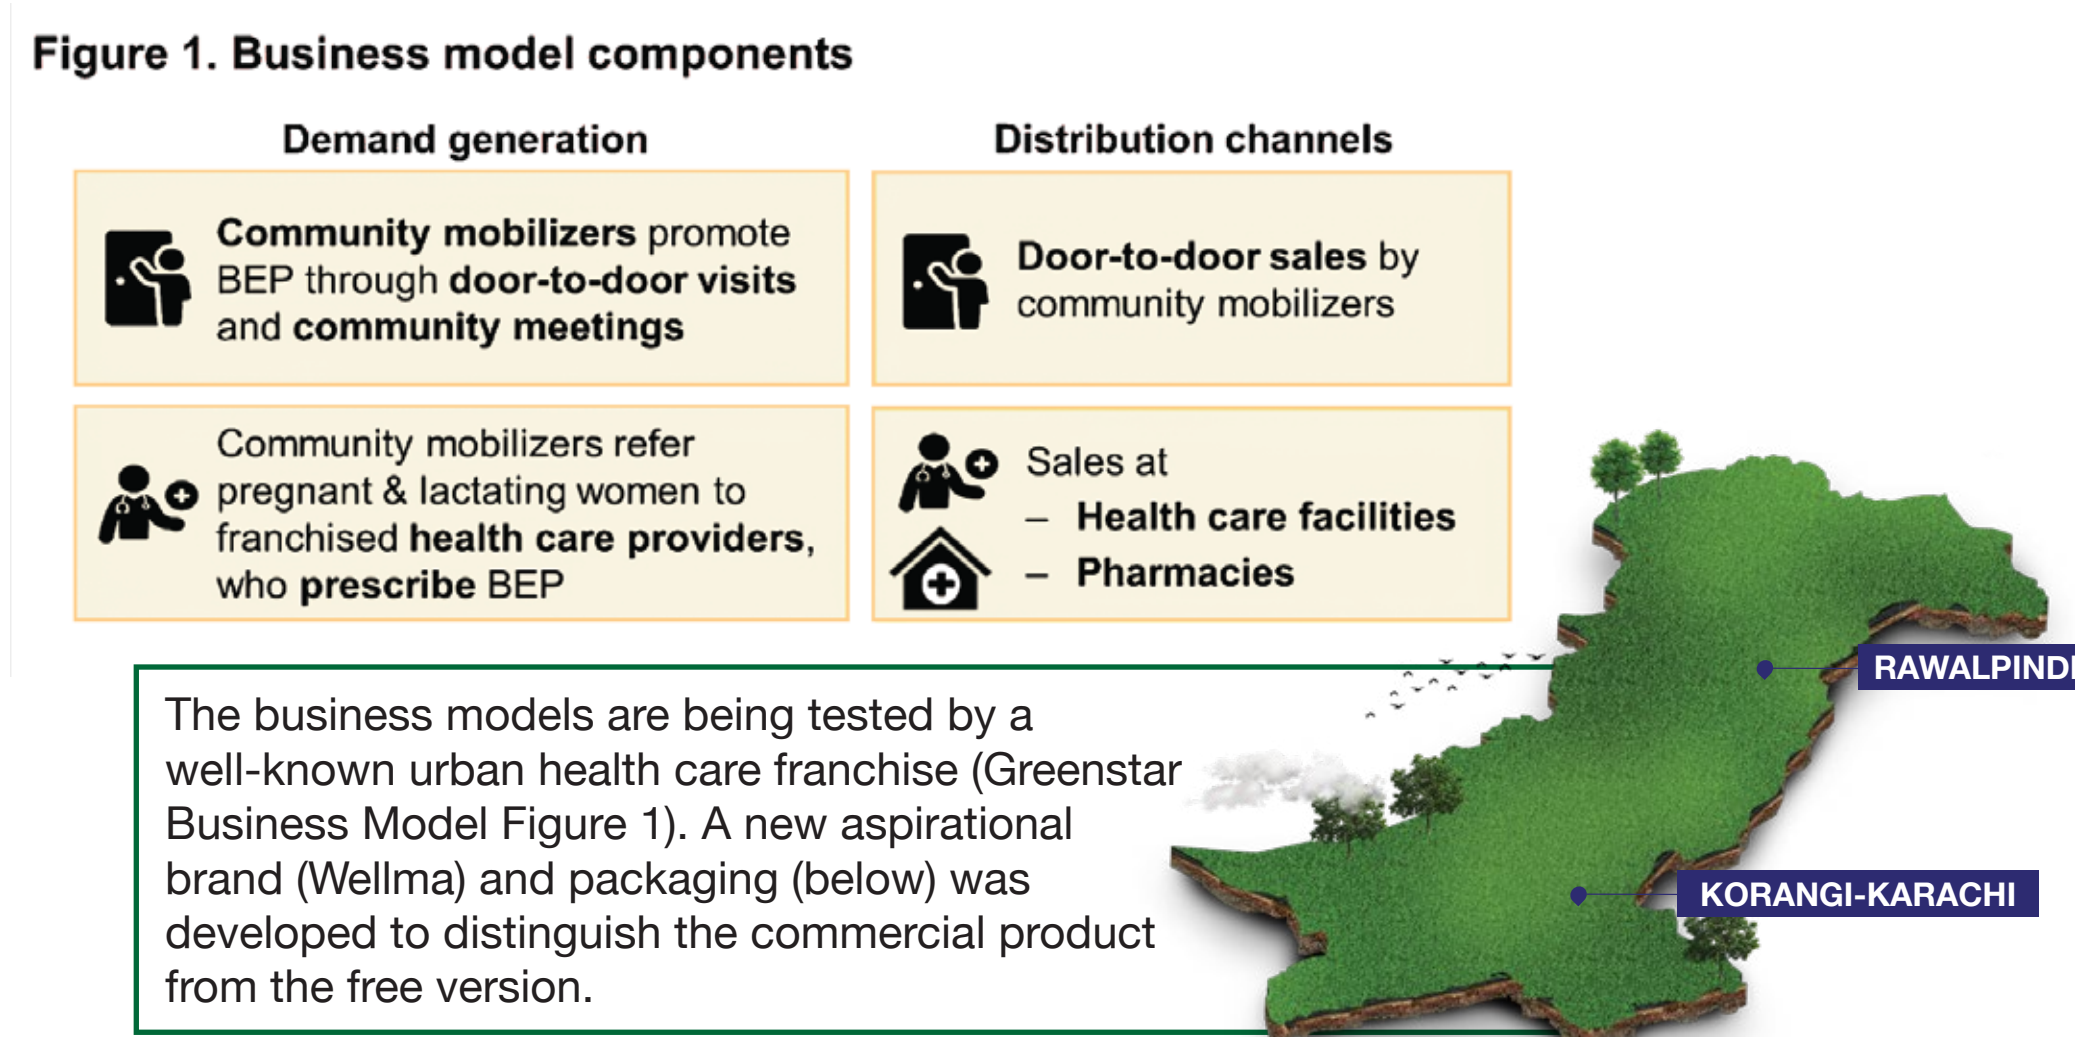 Figure 1. Business model components
Demand generation
Community mobilizers promote
BEP through door-to-door visits
and community meetings
Community mobilizers refer
pregnant & lactating women to
franchised health care providers,
who prescribe BEP
Distribution channels
Door-to-door sales by
community mobilizers
Sales at
– Health care facilities
– Pharmacies
RAWALPINDI
KORANGI-KARACHI
The business models are being tested by a
well-known urban health care franchise (Greenstar
Business Model Figure 1). A new aspirational
brand (Wellma) and packaging (below) was
developed to distinguish the commercial product
from the free version.